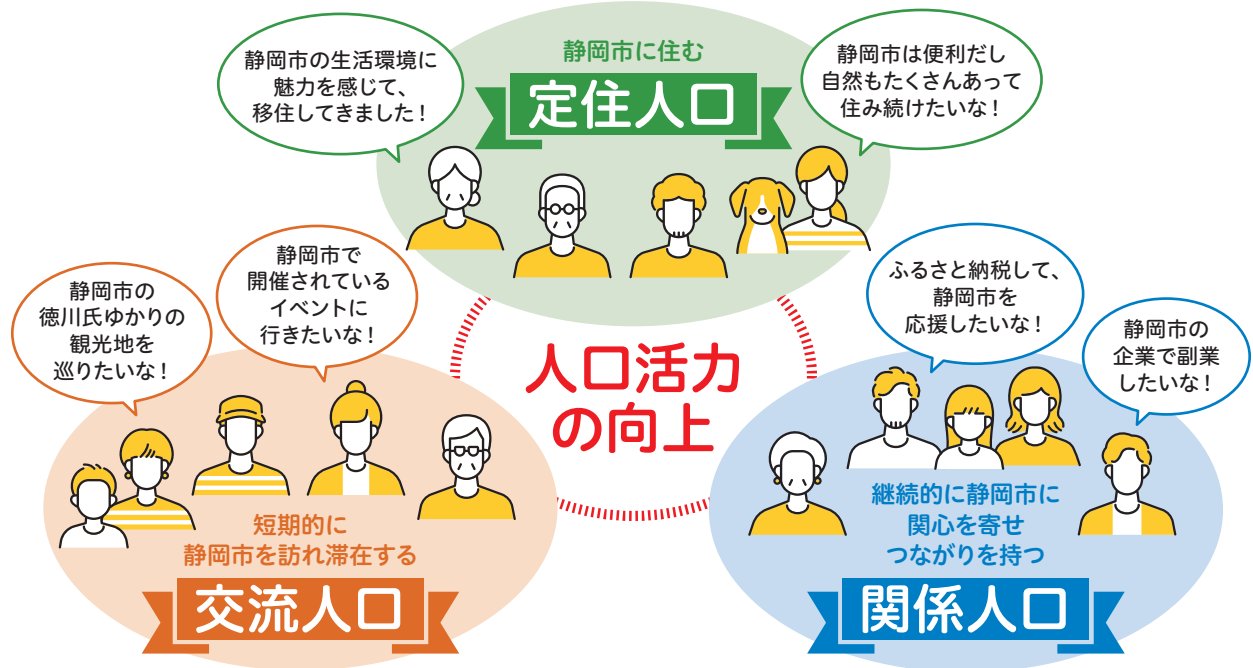 静岡市の生活環境に
魅力を感じて、
移住してきました！
静岡市に住む
定住人口
静岡市は便利だし
自然もたくさんあって
住み続けたいな！
静岡市の
徳川氏ゆかりの
観光地を
巡りたいな！
静岡市で
開催されている
イベントに
行きたいな！
人口活力
の向上
ふるさと納税して、
静岡市を
応援したいな！
静岡市の
企業で副業
したいな！
短期的に
静岡市を訪れ滞在する
交流人口
継続的に静岡市に
関心を寄せ
つながりを持つ
関係人口